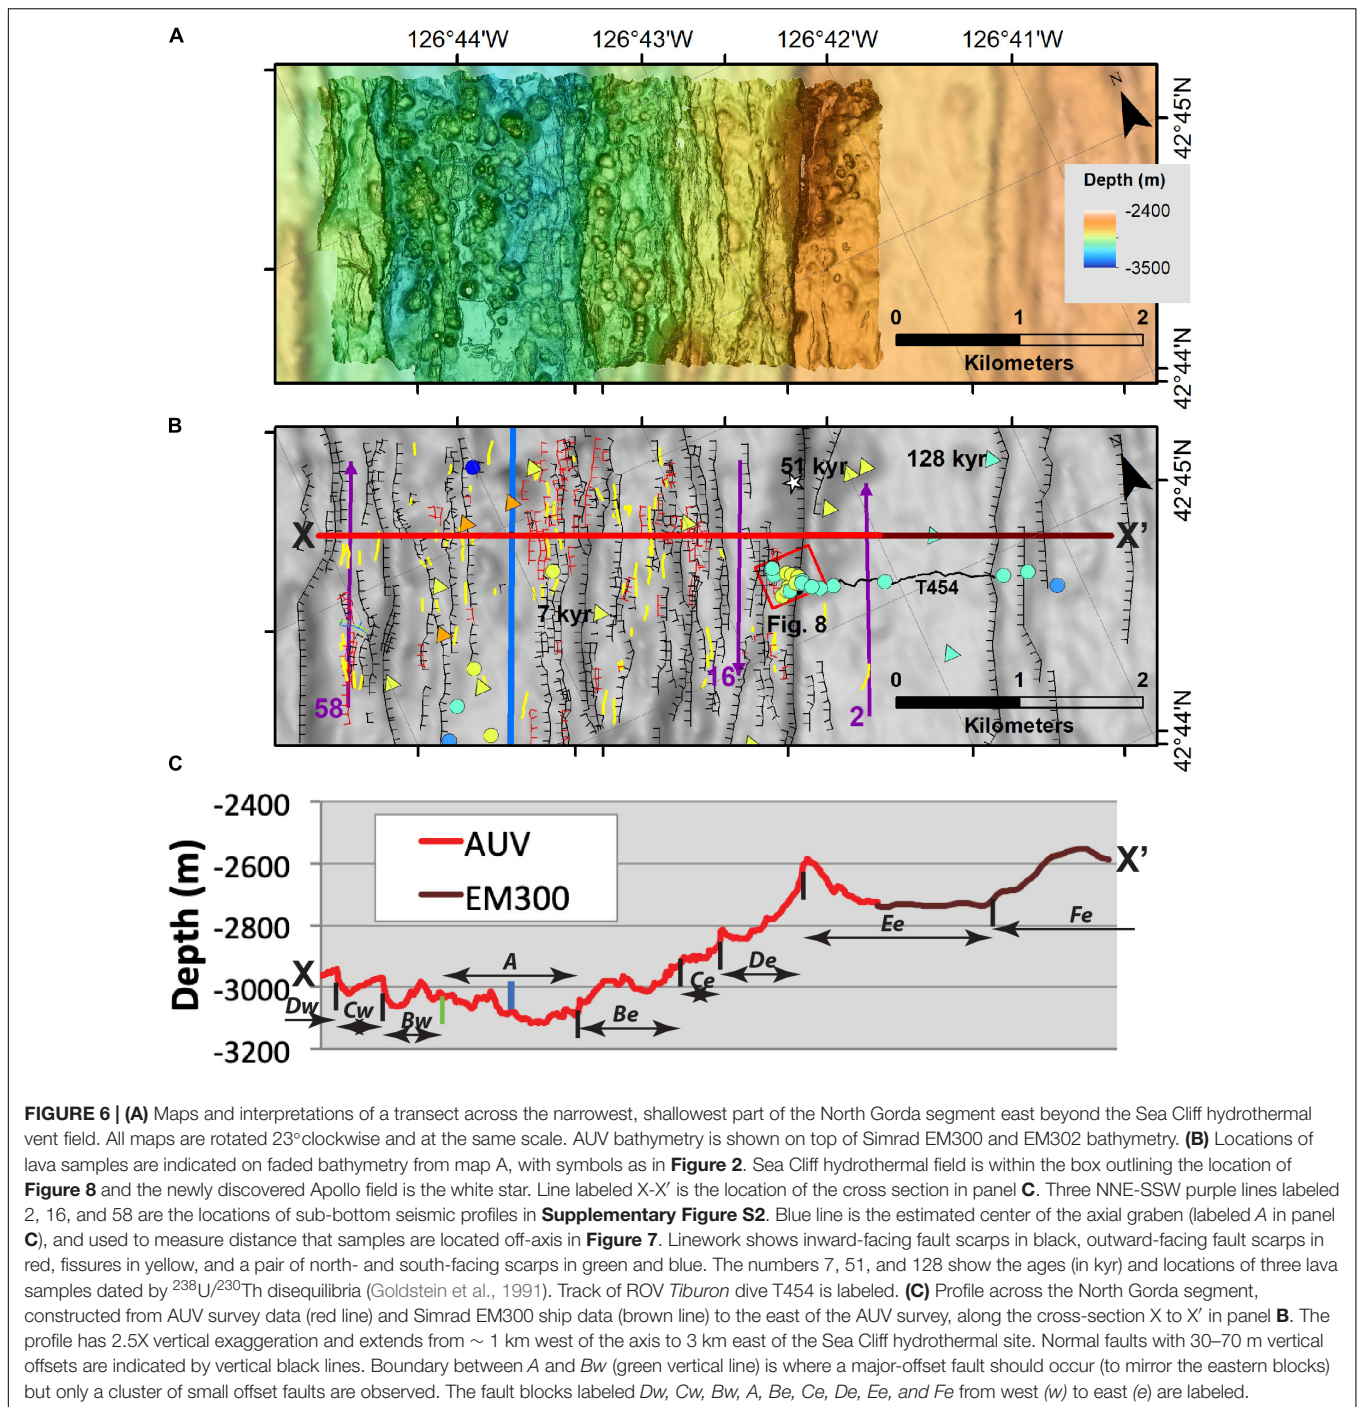 A
126°44'W 126°43'W 126°42'W 126°41'W
N
42°45'N
Depth (m)
-2400
-3500
0 1 2
Kilometers
42°44'N
B
N
42°45'N
51 kyr
128 kyr
X X'
7 kyr
T454
Fig. 8
16
58
2
0 1 2
Kilometers
42°44'N
C
Depth (m)
-2400
-2600
-2800
-3000
-3200
AUV
EM300
X X’
Dw Cw Bw A Be Ce De Ee Fe
FIGURE 6 | (A) Maps and interpretations of a transect across the narrowest, shallowest part of the North Gorda segment east beyond the Sea Cliff hydrothermal
vent field. All maps are rotated 23°clockwise and at the same scale. AUV bathymetry is shown on top of Simrad EM300 and EM302 bathymetry. (B) Locations of
lava samples are indicated on faded bathymetry from map A, with symbols as in Figure 2. Sea Cliff hydrothermal field is within the box outlining the location of
Figure 8 and the newly discovered Apollo field is the white star. Line labeled X-X′ is the location of the cross section in panel C. Three NNE-SSW purple lines labeled
2, 16, and 58 are the locations of sub-bottom seismic profiles in Supplementary Figure S2. Blue line is the estimated center of the axial graben (labeled A in panel
C), and used to measure distance that samples are located off-axis in Figure 7. Linework shows inward-facing fault scarps in black, outward-facing fault scarps in
red, fissures in yellow, and a pair of north- and south-facing scarps in green and blue. The numbers 7, 51, and 128 show the ages (in kyr) and locations of three lava
samples dated by ²³⁸U/²³⁰Th disequilibria (Goldstein et al., 1991). Track of ROV Tiburon dive T454 is labeled. (C) Profile across the North Gorda segment,
constructed from AUV survey data (red line) and Simrad EM300 ship data (brown line) to the east of the AUV survey, along the cross-section X to X′ in panel B. The
profile has 2.5X vertical exaggeration and extends from ∼ 1 km west of the axis to 3 km east of the Sea Cliff hydrothermal site. Normal faults with 30–70 m vertical
offsets are indicated by vertical black lines. Boundary between A and Bw (green vertical line) is where a major-offset fault should occur (to mirror the eastern blocks)
but only a cluster of small offset faults are observed. The fault blocks labeled Dw, Cw, Bw, A, Be, Ce, De, Ee, and Fe from west (w) to east (e) are labeled.